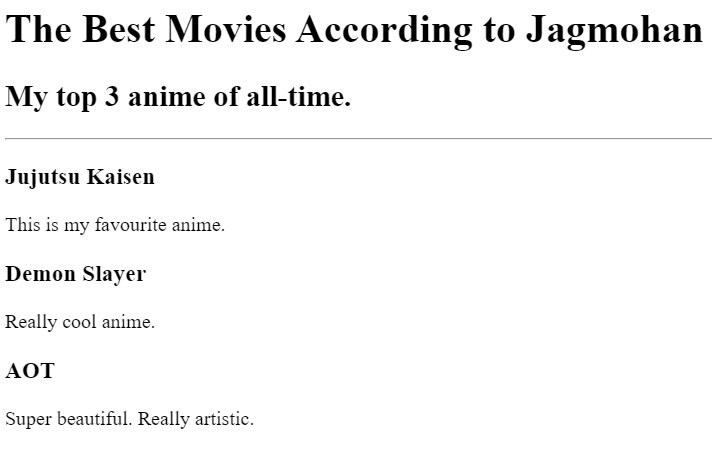 The Best Movies According to Jagmohan
My top 3 anime of all-time.
Jujutsu Kaisen
This is my favourite anime.
Demon Slayer
Really cool anime.
AOT
Super beautiful. Really artistic.